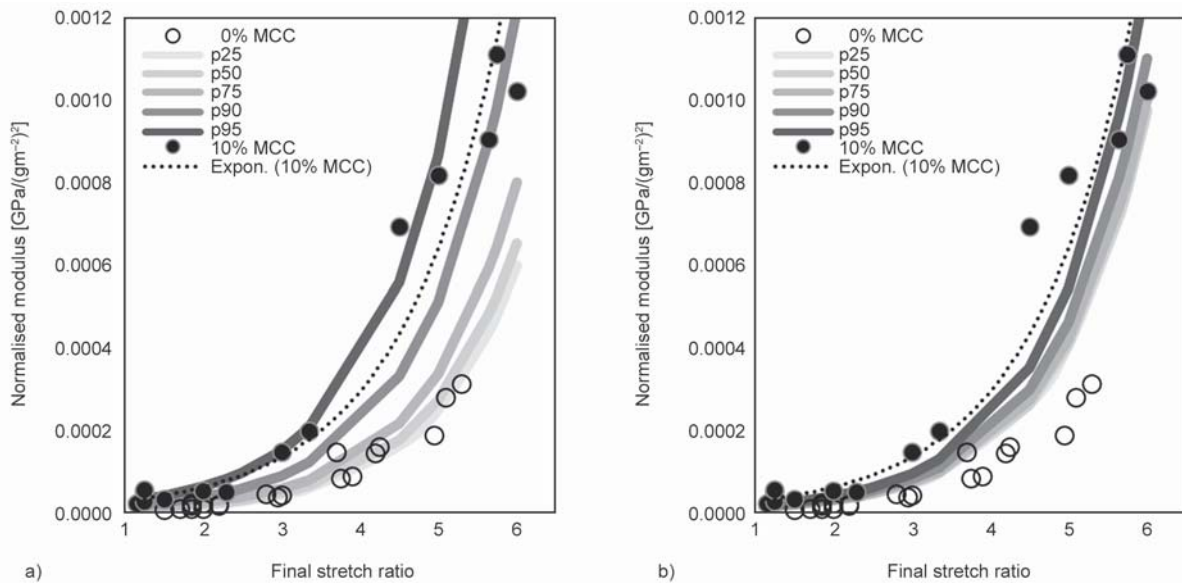 0.0012
0.0010
0.0008
0.0006
0.0004
0.0002
0.0000
Normalised modulus [GPa/(gm⁻²)²]
0% MCC
p25
p50
p75
p90
p95
10% MCC
Expon. (10% MCC)
1 2 3 4 5 6
a) Final stretch ratio
0.0012
0.0010
0.0008
0.0006
0.0004
0.0002
0.0000
Normalised modulus [GPa/(gm⁻²)²]
0% MCC
p25
p50
p75
p90
p95
10% MCC
Expon. (10% MCC)
1 2 3 4 5 6
b) Final stretch ratio